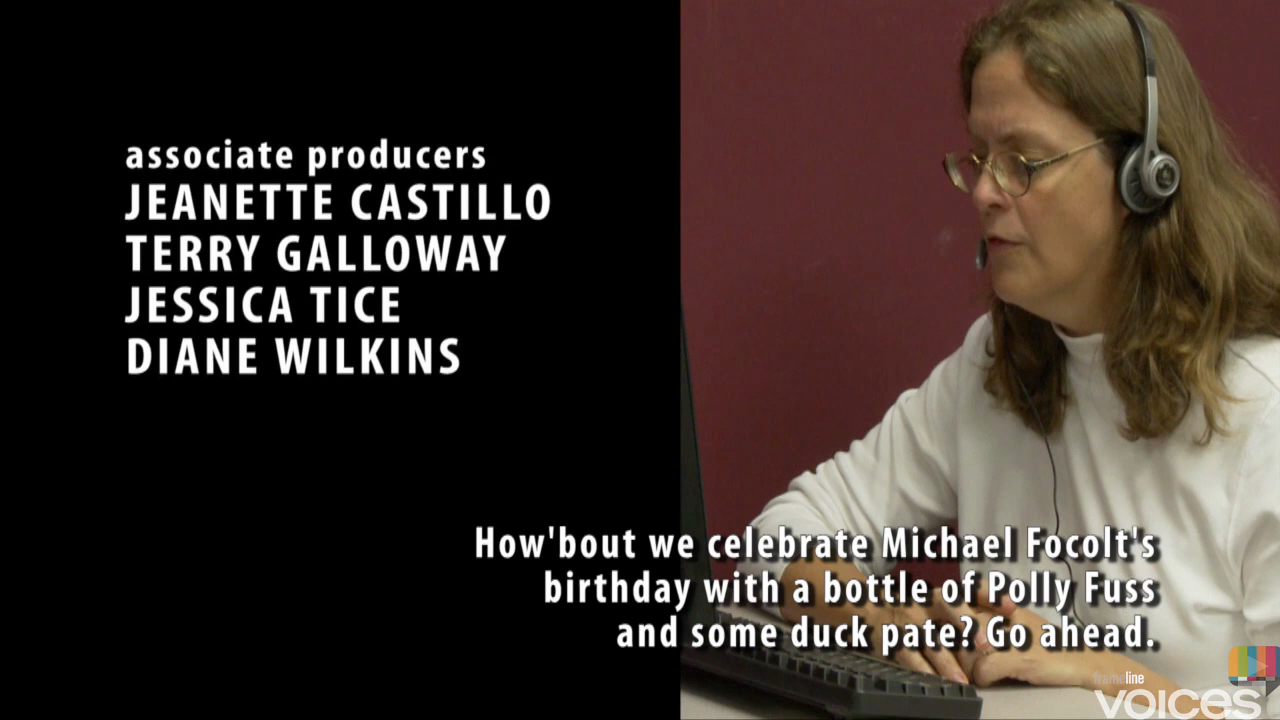 associate producers
JEANETTE CASTILLO
TERRY GALLOWAY
JESSICA TICE
DIANE WILKINS
How'bout we celebrate Michael Focolt's
birthday with a bottle of Polly Fuss
and some duck pate? Go ahead.
frameline
voices